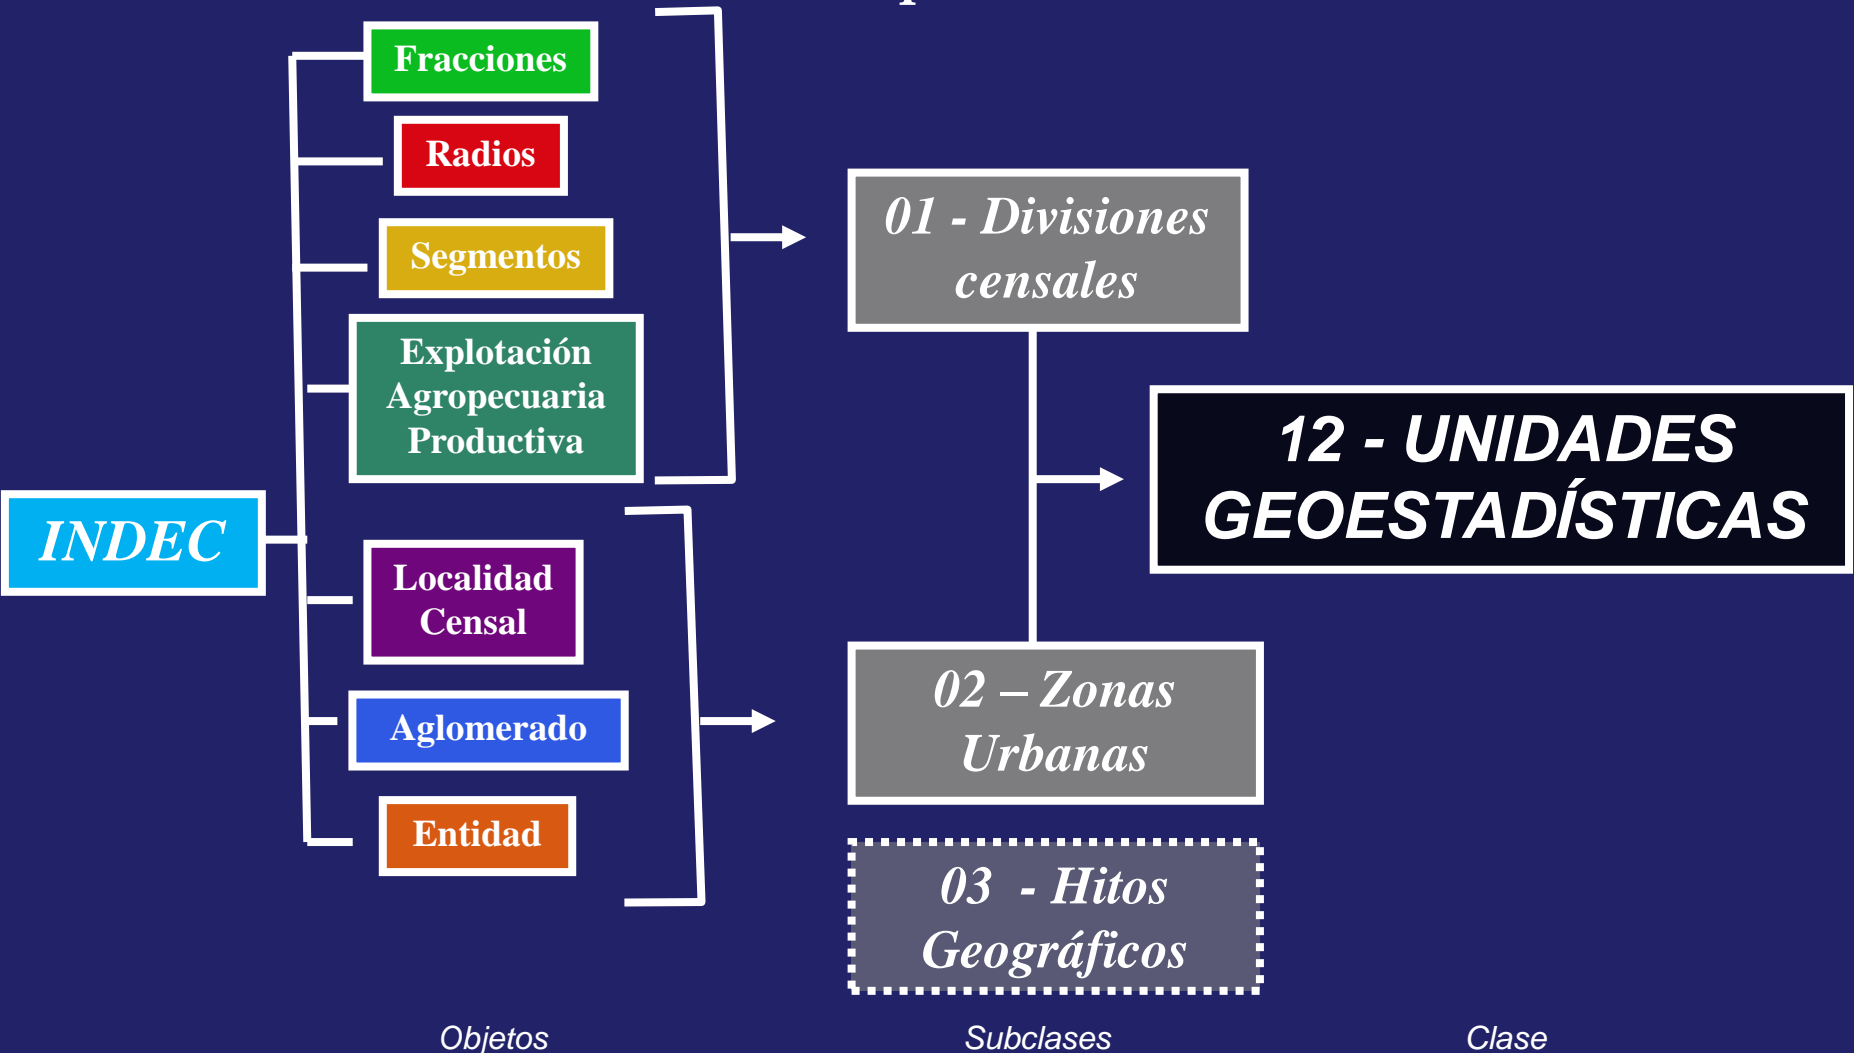 Fracciones
Radios
Segmentos
Explotación
Agropecuaria
Productiva
INDEC
Localidad
Censal
Aglomerado
Entidad
01 - Divisiones
censales
02 – Zonas
Urbanas
03 - Hitos
Geográficos
12 - UNIDADES
GEOESTADÍSTICAS
Objetos
Subclases
Clase